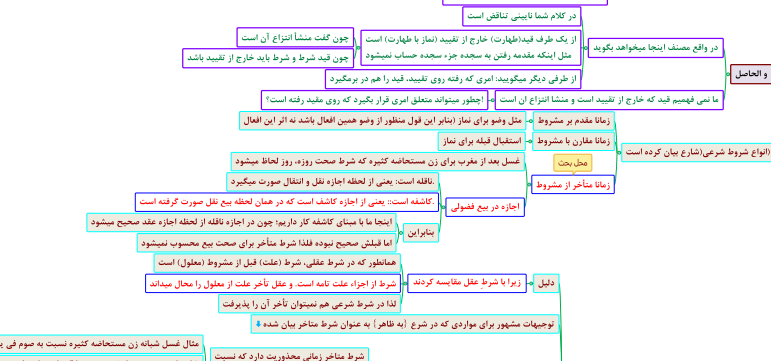 در کلام شما نایینی تناقض است
در واقع مصنف اینجا میخواهد بگوید
از یک طرف قید(طهارت) خارج از تقیید (نماز با طهارت) است
مثل اینکه مقدمه رفتن به سجده جزء سجده حساب نمیشود
چون گفت منشأ انتزاع آن است
چون قید شرط و شرط باید خارج از تقیید باشد
از طرفی دیگر میگویید: امری که رفته روی تقیید، قید را هم در برمگیرد
و الحاصل
ما نمی فهمیم قید که خارج از تقیید است و منشا انتزاع ان است
چطور میتواند متعلق امری قرار بگیرد که روی مقید رفته است؟
(انواع شروط شرعی(شارع بیان کرده است
زمانا مقدم بر مشروط
مثل وضو برای نماز (بنابر این قول منظور از وضو همین افعال باشد نه اثر این افعال
زمانا مقارن با مشروط
استقبال قبله برای نماز
محل بحث
زمانا متأخر از مشروط
غسل بعد از مغرب برای زن مستحاضه کثیره که شرط صحت روزه، روز لحاظ میشود
اجازه در بیع فضولی
.ناقله است: یعنی از لحظه اجازه نقل و انتقال صورت میگیرد
.کاشفه است:: یعنی از اجازه کاشف است که در همان لحظه بیع نقل صورت گرفته است
بنابراین
اینجا ما با مبنای کاشفه کار داریم؛ چون در اجازه ناقله از لحظه اجازه عقد صحیح میشود
اما قبلش صحیح نبوده فلذا شرط متأخر برای صحت بیع محسوب نمیشود
دلیل
زیرا با شرطِ عقل مقایسه کردند
همانطور که در شرط عقلی، شرط (علت) قبل از مشروط (معلول) است
شرط از اجزاء علت تامه است. و عقل تأخر علت از معلول را محال میداند
لذا در شرط شرعی هم نمیتوان تأخر آن را پذیرفت
توجیهات مشهور برای مواردی که در شرع {به ظاهر} به عنوان شرط متاخر بیان شده
شرط متأخر زمانی محذوریت دارد که نسبت
مثال غسل شبانه زن مستحاضه کثیره نسبت به صوم